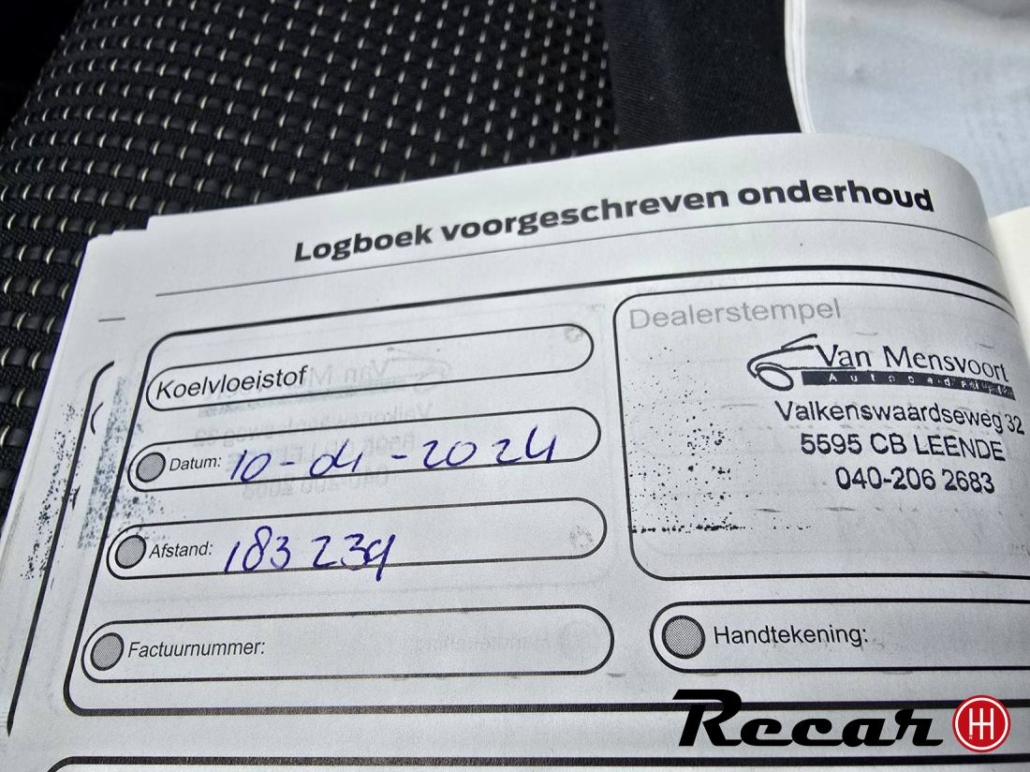 Logboek voorgeschreven onderhoud
Koelvloeistof
Datum: 10-04-2024
Afstand: 183 239
Factuurnummer:
Dealerstempel
Van Mensvoort
Valkenswaardseweg 32
5595 CB LEENDE
040-206 2683
Handtekening:
Recar